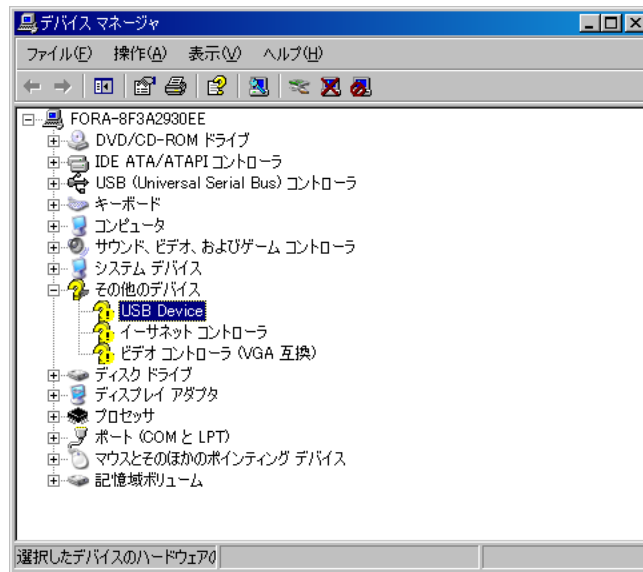 デバイス マネージャ
ファイル(F) 操作(A) 表示(V) ヘルプ(H)
FORA-8F3A2930EE
DVD/CD-ROM ドライブ
IDE ATA/ATAPI コントローラ
USB (Universal Serial Bus) コントローラ
キーボード
コンピュータ
サウンド、ビデオ、およびゲーム コントローラ
システム デバイス
その他のデバイス
USB Device
イーサネット コントローラ
ビデオ コントローラ (VGA 互換)
ディスク ドライブ
ディスプレイ アダプタ
プロセッサ
ポート (COM と LPT)
マウスとそのほかのポインティング デバイス
記憶域ボリューム
選択したデバイスのハードウェアの